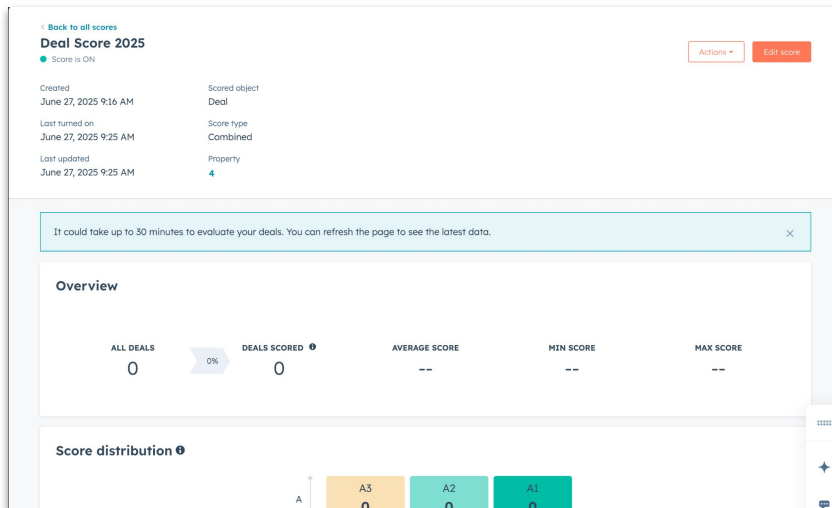 < Back to all scores
Deal Score 2025
Score is ON
Actions
Edit score
Created
June 27, 2025 9:16 AM
Scored object
Deal
Last turned on
June 27, 2025 9:25 AM
Score type
Combined
Last updated
June 27, 2025 9:25 AM
Property
4
It could take up to 30 minutes to evaluate your deals. You can refresh the page to see the latest data.
Overview
ALL DEALS
0
0%
DEALS SCORED
0
AVERAGE SCORE
--
MIN SCORE
--
MAX SCORE
--
Score distribution
A
A3
0
A2
0
A1
0